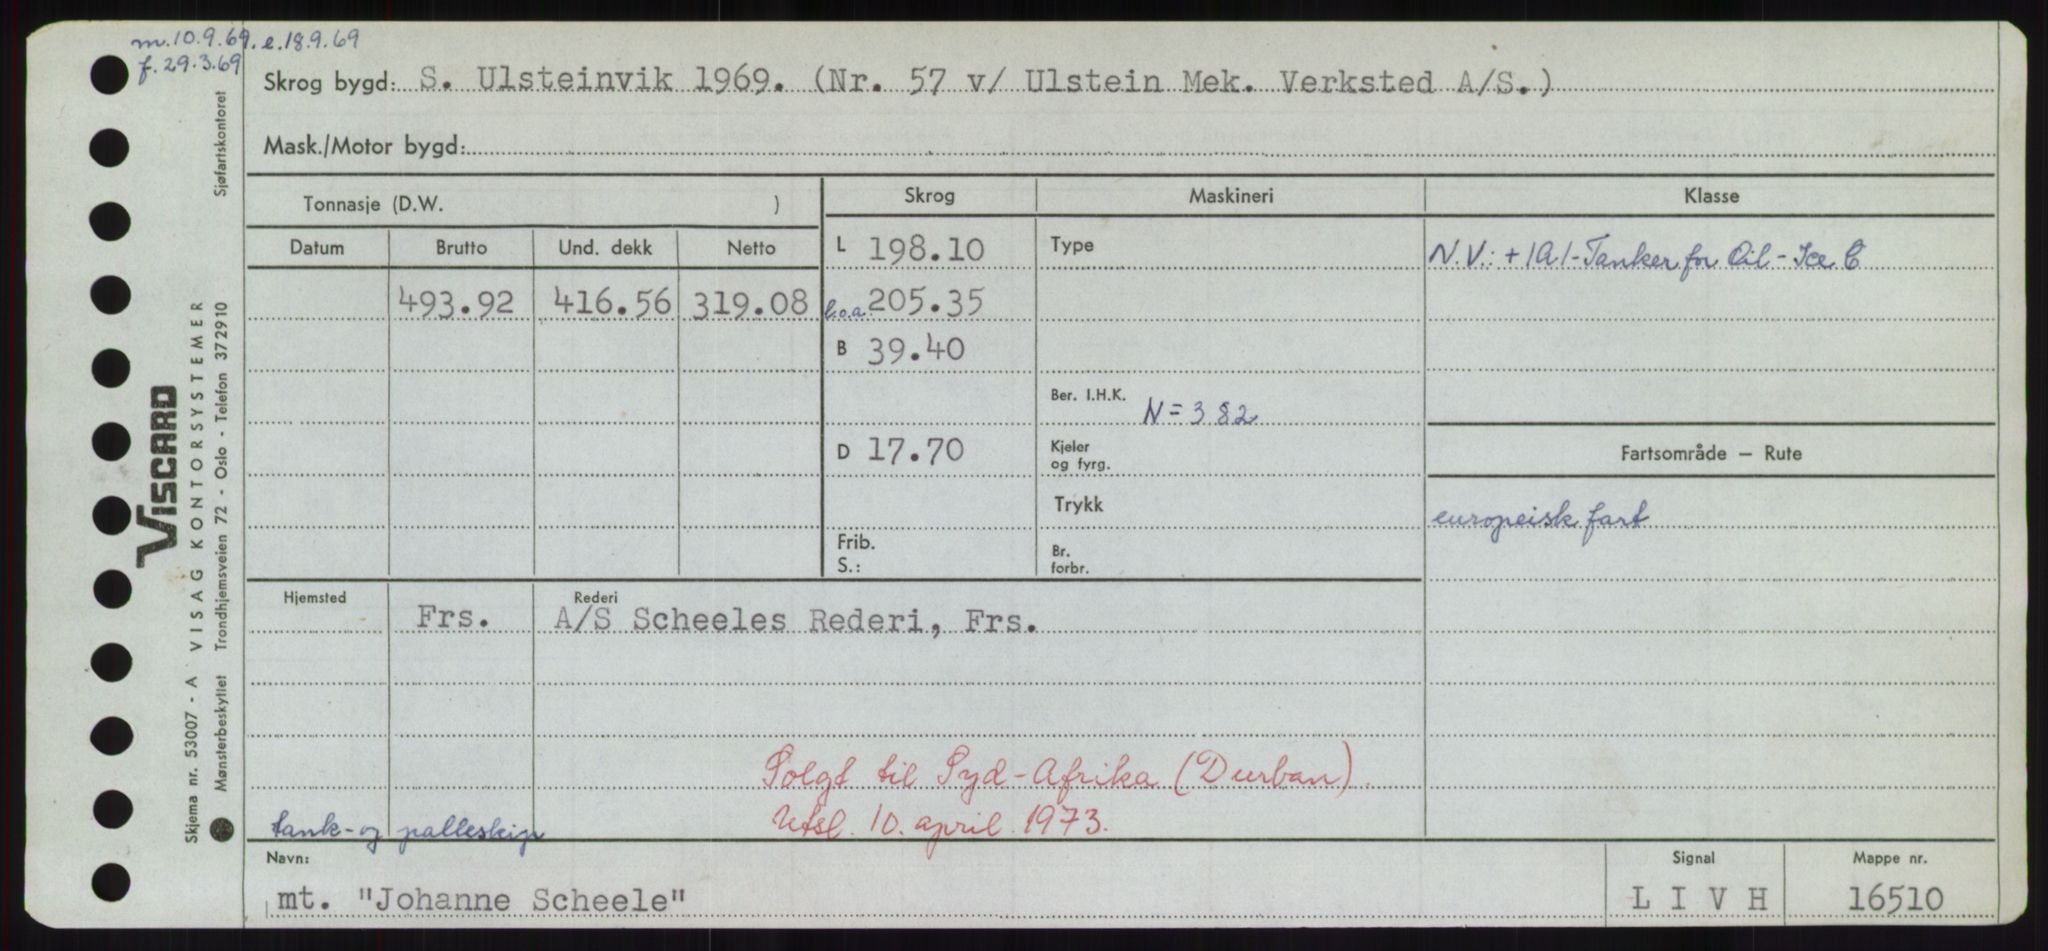 m. 10.9.69. e. 18.9.69
f. 29.3.69
Skrog bygd: S. Ulsteinvik 1969. (Nr. 57 v/ Ulstein Mek. Verksted A/S.)
Mask./Motor bygd:
Tonnasje (D.W. )
Skrog Maskineri Klasse
Datum Brutto Und. dekk Netto
L 198.10 Type N.V.: + 1A1-Tanker for Oil - Ice C
493.92 416.56 319.08 l.o.a. 205.35
B 39.40
Ber. I.H.K. N = 382
D 17.70 Kjeler og fyrg. Fartsområde — Rute
Trykk europeisk fart
Frib. S.: Br. forbr.
Hjemsted Rederi
Frs. A/S Scheeles Rederi, Frs.
Solgt til Syd-Afrika (Durban).
tank- og palleskip Utsl. 10. april 1973.
Navn: Signal Mappe nr.
mt. "Johanne Scheele" L I V H 16510
VISCARD
Skjema nr. 53007 - A VISAG KONTORSYSTEMER
Mønsterbeskyttet Trondhjemsveien 72 - Oslo - Telefon 372910 Sjøfartskontoret